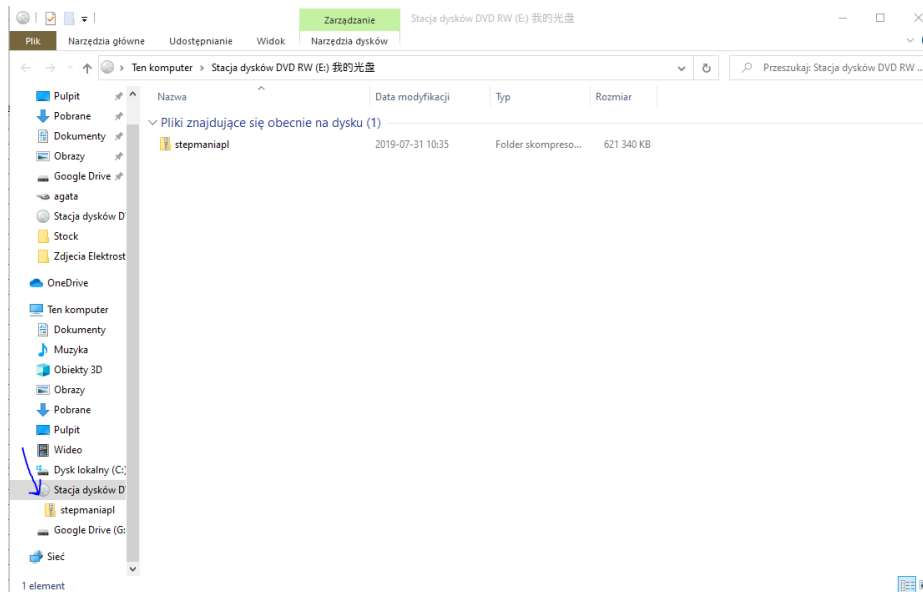 Zarządzanie
Stacja dysków DVD RW (E:) 我的光盘
Plik Narzędzia główne Udostępnianie Widok Narzędzia dysków
Ten komputer › Stacja dysków DVD RW (E:) 我的光盘
Przeszukaj: Stacja dysków DVD RW ...
Nazwa Data modyfikacji Typ Rozmiar
Pliki znajdujące się obecnie na dysku (1)
stepmaniapl 2019-07-31 10:35 Folder skompreso... 621 340 KB
Pulpit
Pobrane
Dokumenty
Obrazy
Google Drive
agata
Stacja dysków D
Stock
Zdjecia Elektrost
OneDrive
Ten komputer
Dokumenty
Muzyka
Obiekty 3D
Obrazy
Pobrane
Pulpit
Wideo
Dysk lokalny (C:)
Stacja dysków D
stepmaniapl
Google Drive (G:
Sieć
1 element